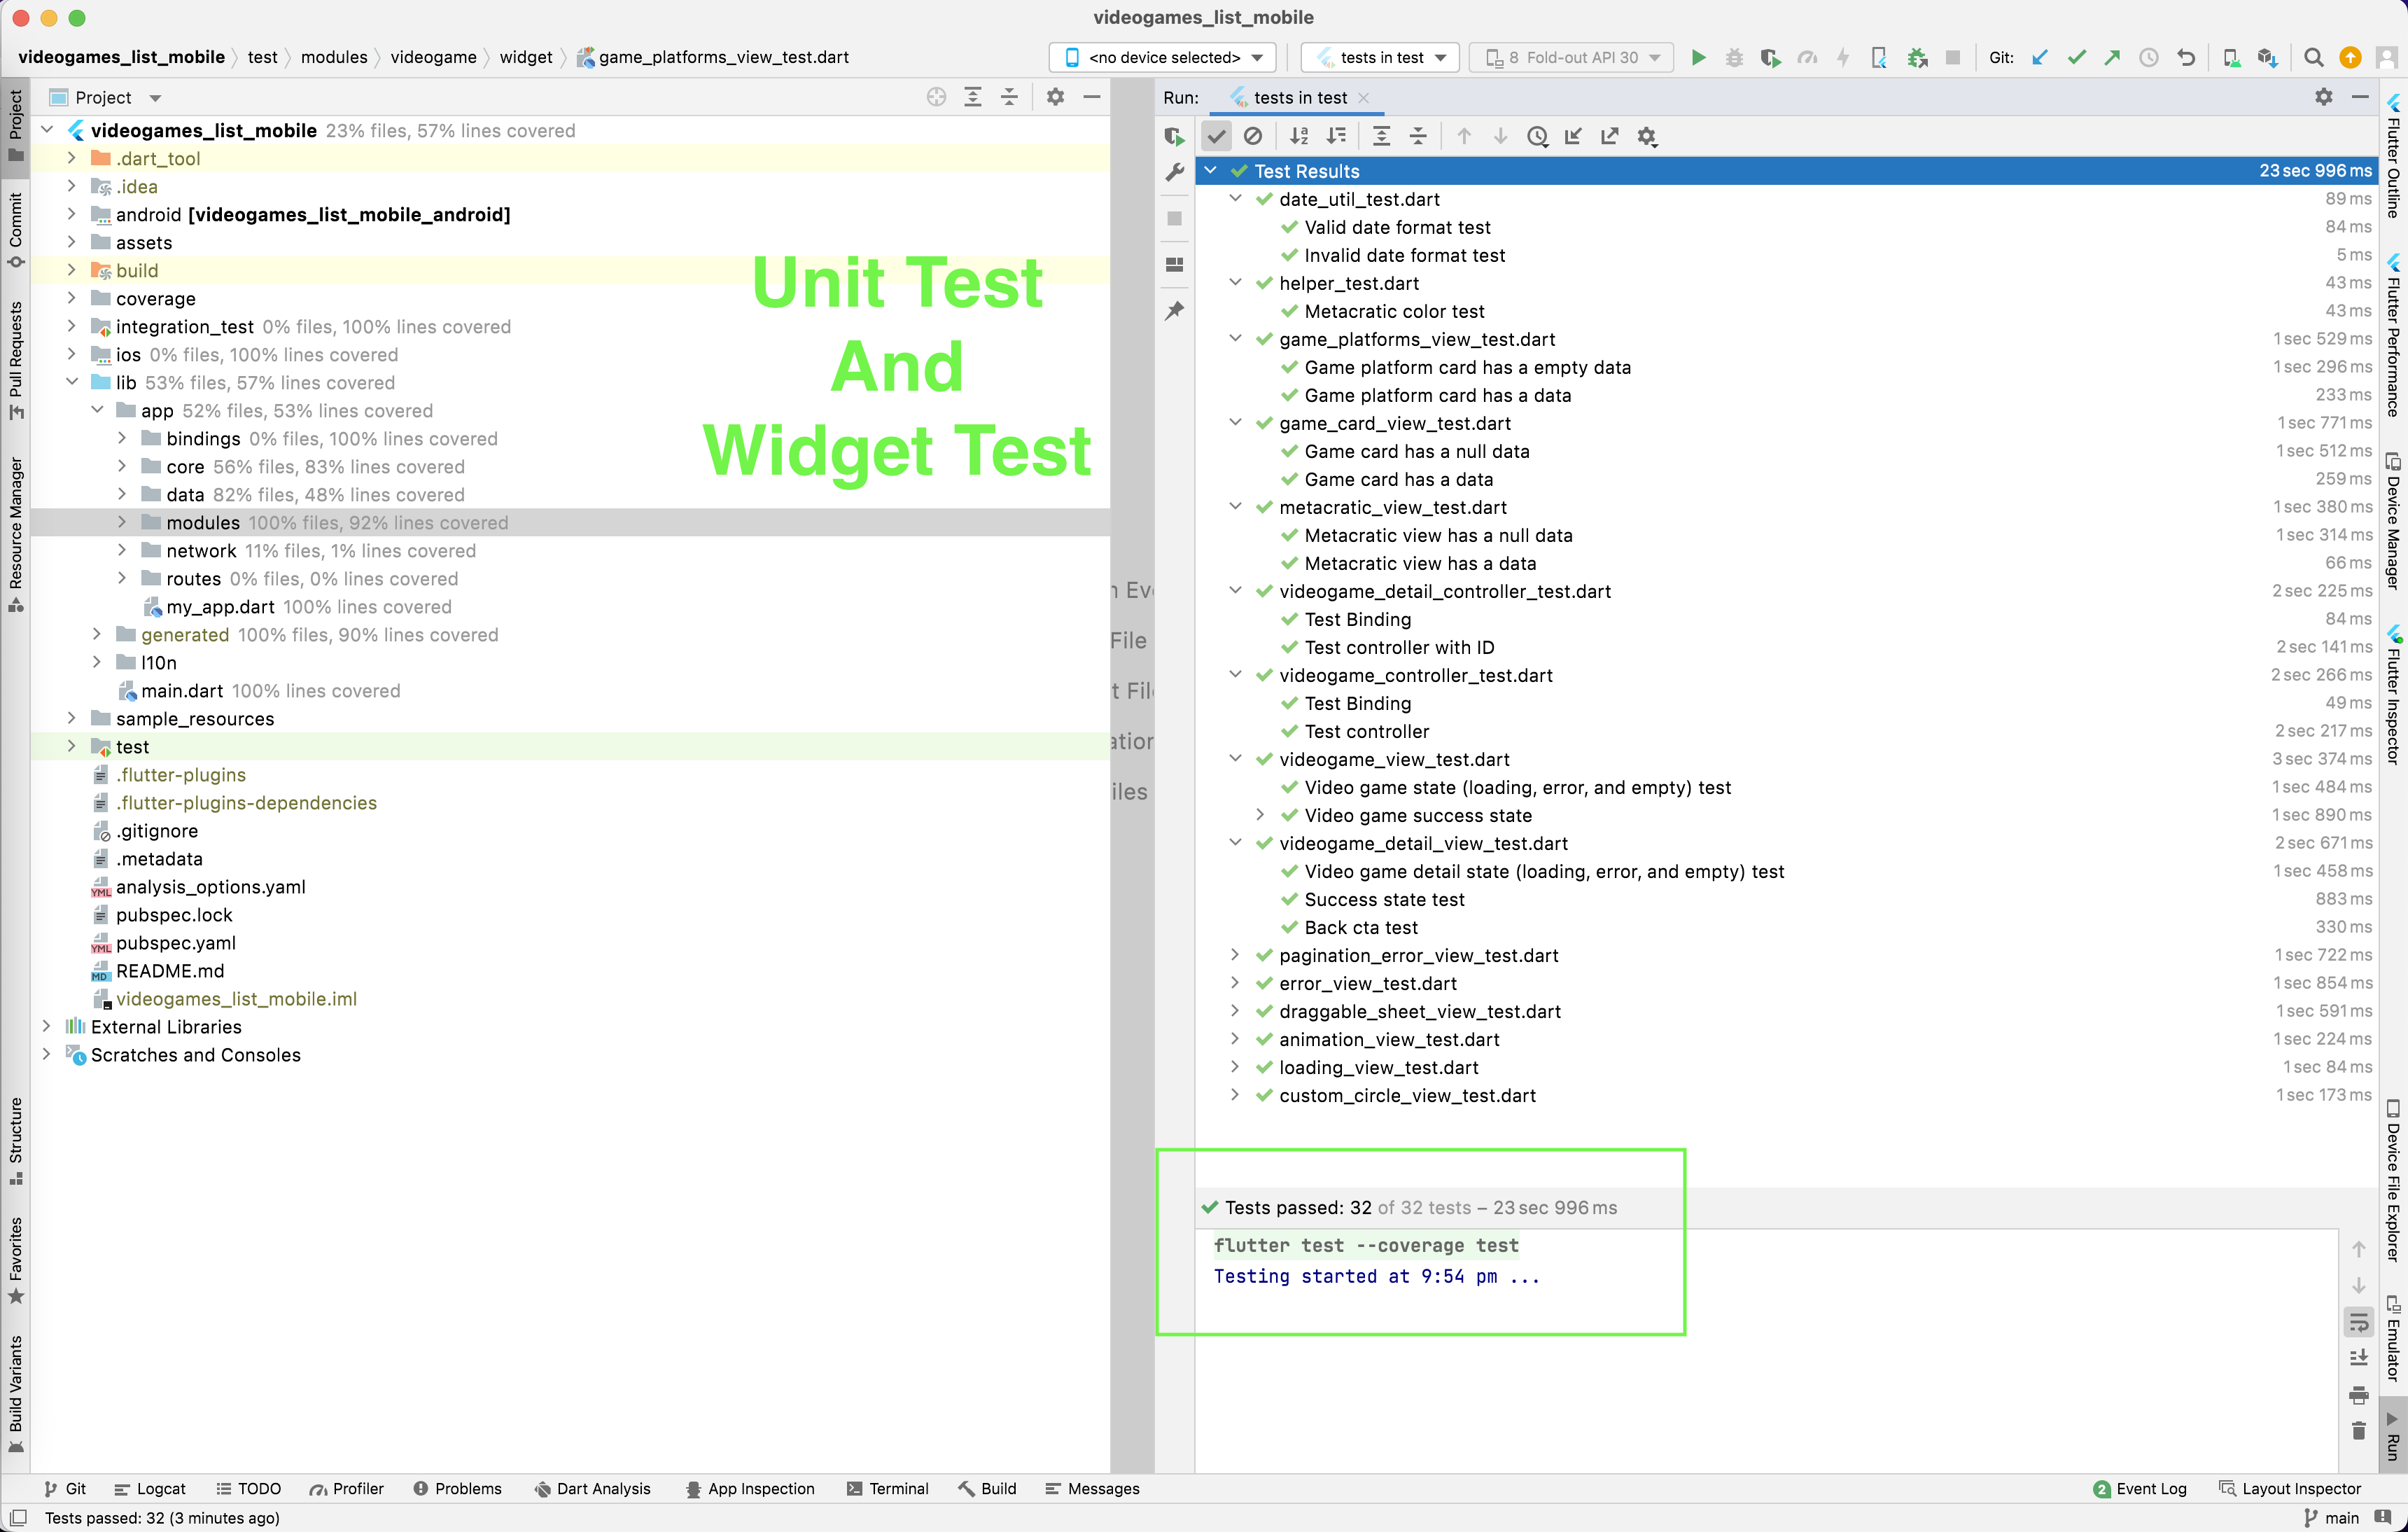 videogames_list_mobile
videogames_list_mobile test modules videogame widget game_platforms_view_test.dart
<no device selected> tests in test 8 Fold-out API 30 Git:
Project
Run: tests in test
videogames_list_mobile 23% files, 57% lines covered
.dart_tool
.idea
android [videogames_list_mobile_android]
assets
build
coverage
integration_test 0% files, 100% lines covered
ios 0% files, 100% lines covered
lib 53% files, 57% lines covered
app 52% files, 53% lines covered
bindings 0% files, 100% lines covered
core 56% files, 83% lines covered
data 82% files, 48% lines covered
modules 100% files, 92% lines covered
network 11% files, 1% lines covered
routes 0% files, 0% lines covered
my_app.dart 100% lines covered
generated 100% files, 90% lines covered
l10n
main.dart 100% lines covered
sample_resources
test
.flutter-plugins
.flutter-plugins-dependencies
.gitignore
.metadata
analysis_options.yaml
pubspec.lock
pubspec.yaml
README.md
videogames_list_mobile.iml
External Libraries
Scratches and Consoles
Unit Test
And
Widget Test
File
Test Results 23 sec 996 ms
date_util_test.dart 89 ms
Valid date format test 84 ms
Invalid date format test 5 ms
helper_test.dart 43 ms
Metacratic color test 43 ms
game_platforms_view_test.dart 1 sec 529 ms
Game platform card has a empty data 1 sec 296 ms
Game platform card has a data 233 ms
game_card_view_test.dart 1 sec 771 ms
Game card has a null data 1 sec 512 ms
Game card has a data 259 ms
metacratic_view_test.dart 1 sec 380 ms
Metacratic view has a null data 1 sec 314 ms
Metacratic view has a data 66 ms
videogame_detail_controller_test.dart 2 sec 225 ms
Test Binding 84 ms
Test controller with ID 2 sec 141 ms
videogame_controller_test.dart 2 sec 266 ms
Test Binding 49 ms
Test controller 2 sec 217 ms
videogame_view_test.dart 3 sec 374 ms
Video game state (loading, error, and empty) test 1 sec 484 ms
Video game success state 1 sec 890 ms
videogame_detail_view_test.dart 2 sec 671 ms
Video game detail state (loading, error, and empty) test 1 sec 458 ms
Success state test 883 ms
Back cta test 330 ms
pagination_error_view_test.dart 1 sec 722 ms
error_view_test.dart 1 sec 854 ms
draggable_sheet_view_test.dart 1 sec 591 ms
animation_view_test.dart 1 sec 224 ms
loading_view_test.dart 1 sec 84 ms
custom_circle_view_test.dart 1 sec 173 ms
Tests passed: 32 of 32 tests – 23 sec 996 ms
flutter test --coverage test
Testing started at 9:54 pm ...
Project
Commit
Pull Requests
Resource Manager
Structure
Favorites
Build Variants
Flutter Outline
Flutter Performance
Device Manager
Flutter Inspector
Device File Explorer
Emulator
Run
Git Logcat TODO Profiler Problems Dart Analysis App Inspection Terminal Build Messages 2 Event Log Layout Inspector
Tests passed: 32 (3 minutes ago) main